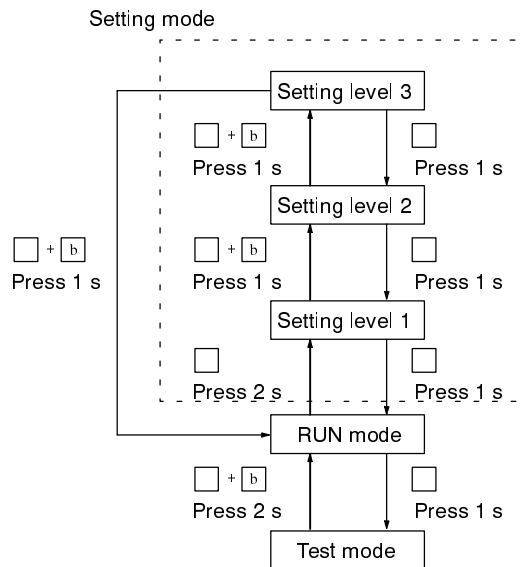 Setting mode
Setting level 3
+ b
Press 1 s
Press 1 s
Setting level 2
+ b
Press 1 s
+ b
Press 1 s
Press 1 s
Setting level 1
Press 2 s
Press 1 s
RUN mode
+ b
Press 2 s
Press 1 s
Test mode